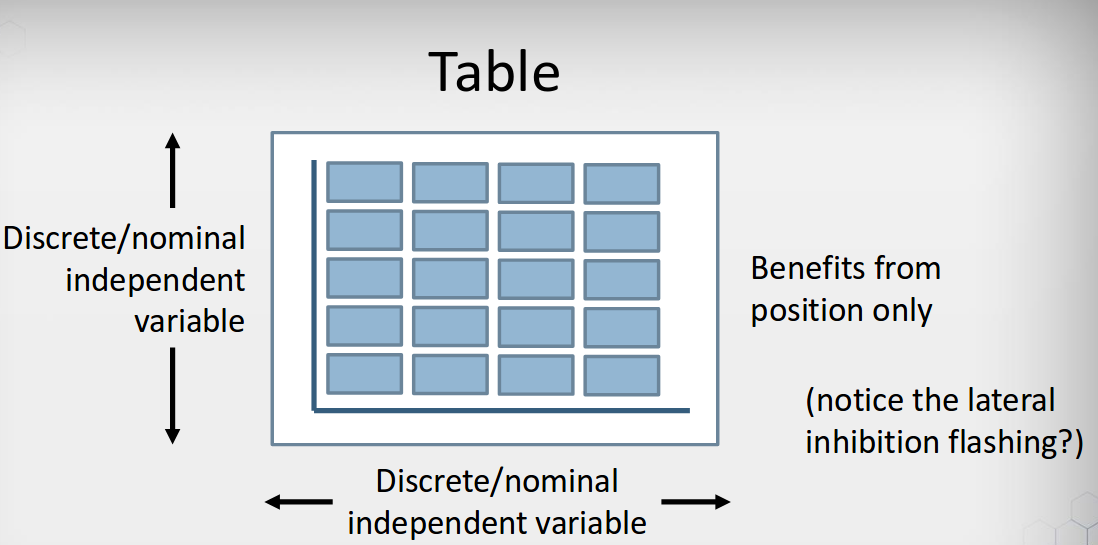 Table
Discrete/nominal
independent
variable
Benefits from
position only
(notice the lateral
inhibition flashing?)
Discrete/nominal
independent variable